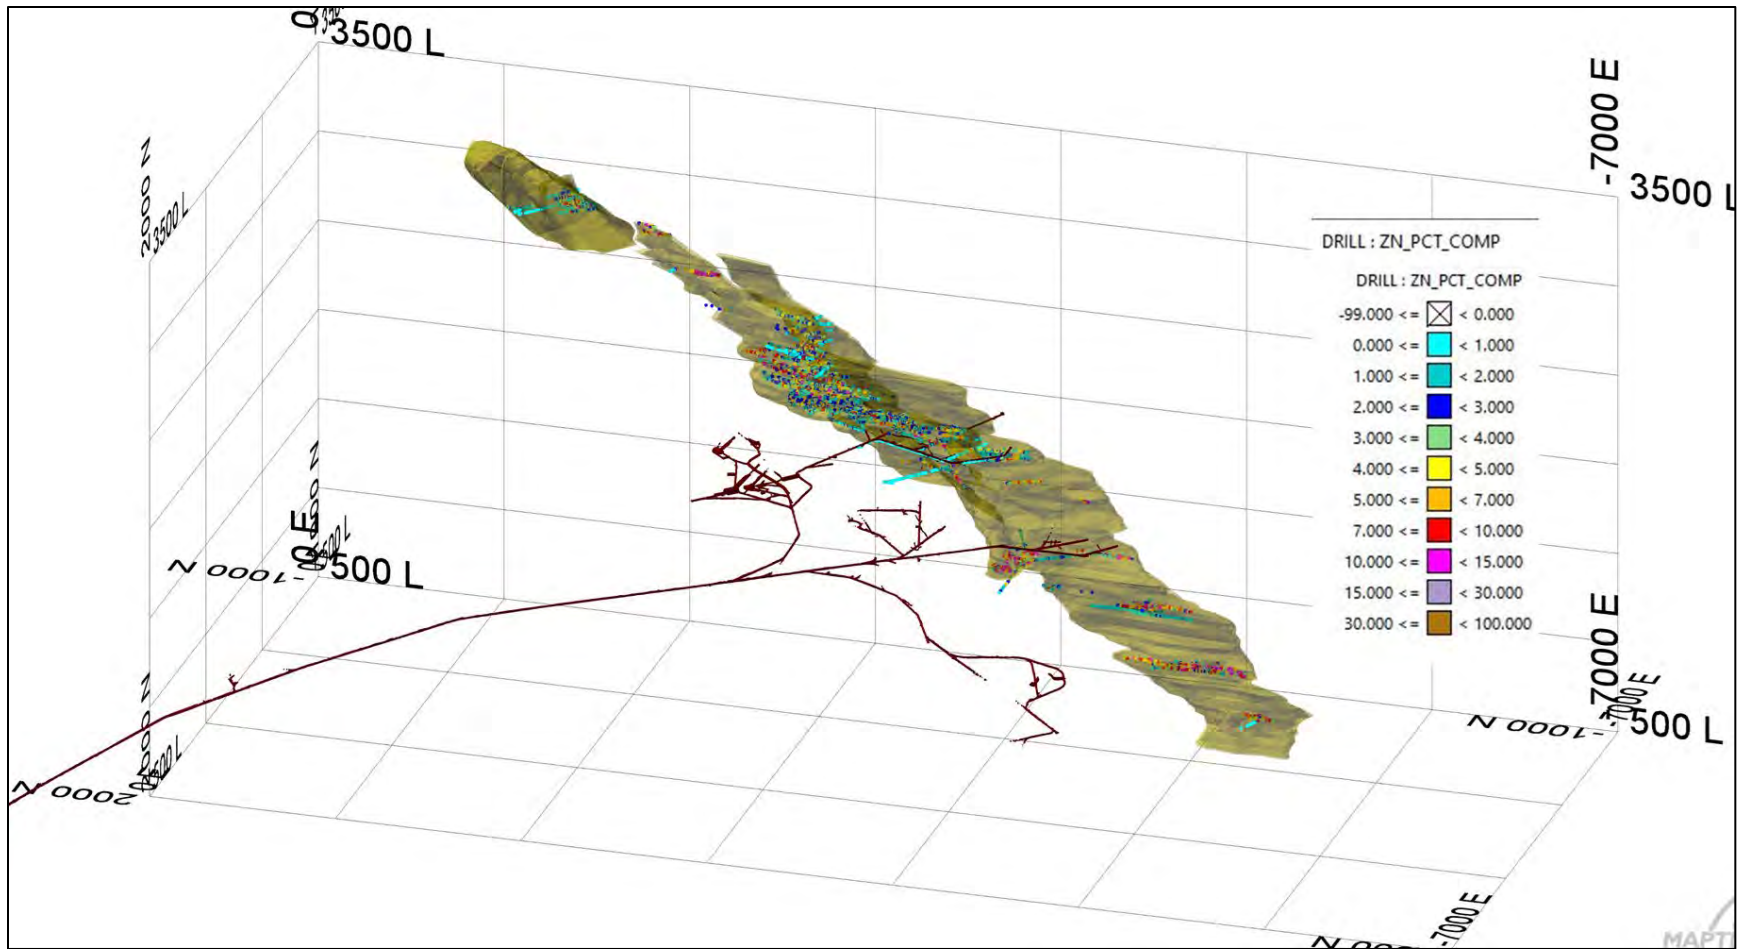 3500 L
-7000 E
3500 L
2000 N
3500 L
DRILL : ZN_PCT_COMP
DRILL : ZN_PCT_COMP
-99.000 <= < 0.000
0.000 <= < 1.000
1.000 <= < 2.000
2.000 <= < 3.000
3.000 <= < 4.000
4.000 <= < 5.000
5.000 <= < 7.000
7.000 <= < 10.000
10.000 <= < 15.000
15.000 <= < 30.000
30.000 <= < 100.000
0 E
-1000 N
500 L
-7000 E
-7000 E
-1000 N
500 L
2000 N
-7000 E